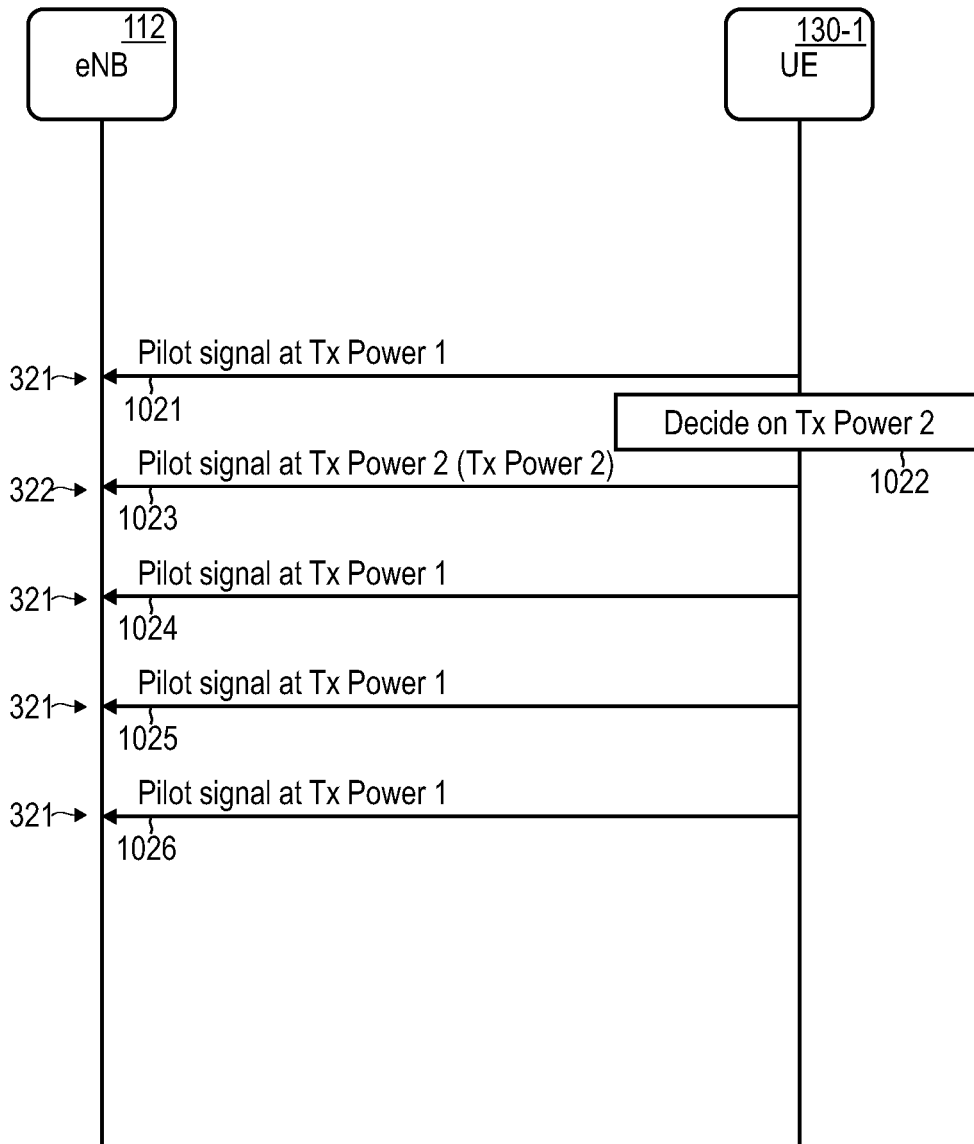 112
eNB
130-1
UE
Pilot signal at Tx Power 1
321
1021
Decide on Tx Power 2
1022
Pilot signal at Tx Power 2 (Tx Power 2)
322
1023
Pilot signal at Tx Power 1
321
1024
Pilot signal at Tx Power 1
321
1025
Pilot signal at Tx Power 1
321
1026